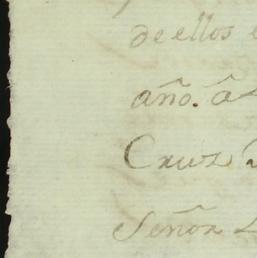 de ellos
año. â
Cruz
Señor